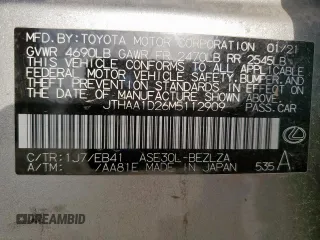 MFD.BY:TOYOTA MOTOR CORPORATION 01/21
GVWR 4690LB GAWR FR 2470LB RR 2545LB
THIS VEHICLE CONFORMS TO ALL APPLICABLE
FEDERAL MOTOR VEHICLE SAFETY, BUMPER, AND
THEFT PREVENTION STANDARDS IN EFFECT ON
THE DATE OF MANUFACTURE SHOWN ABOVE.
JTHAA1D26M51T2909
PASS. CAR
C/TR:1J7/EB41 ASE30L-BEZLZA
A/TM: /AA81E MADE IN JAPAN 535 A
DREAMBID